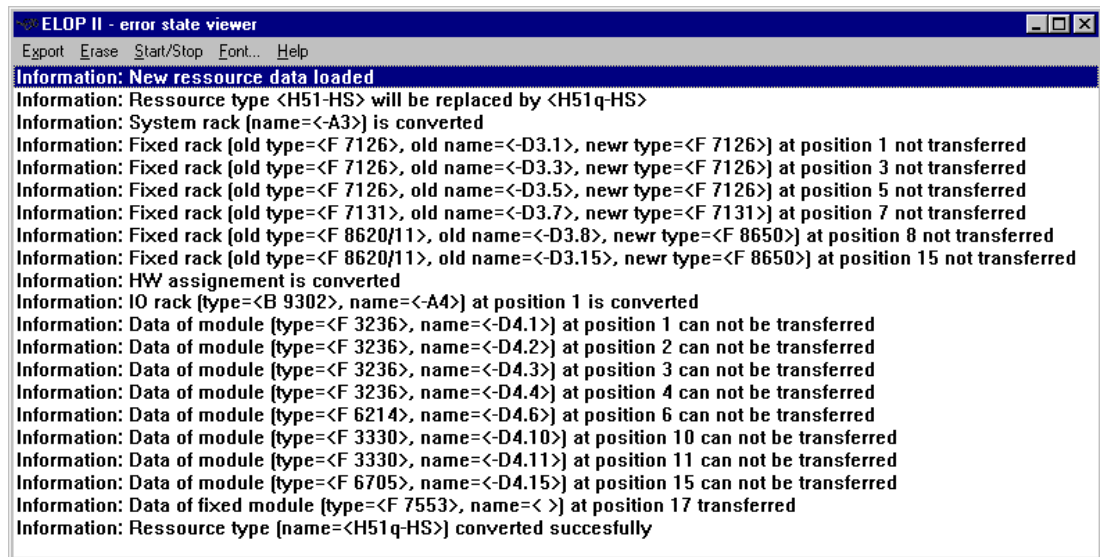 ELOP II - error state viewer
Export Erase Start/Stop Font... Help
Information: New ressource data loaded
Information: Ressource type <H51-HS> will be replaced by <H51q-HS>
Information: System rack (name=<-A3>) is converted
Information: Fixed rack (old type=<F 7126>, old name=<-D3.1>, newr type=<F 7126>) at position 1 not transferred
Information: Fixed rack (old type=<F 7126>, old name=<-D3.3>, newr type=<F 7126>) at position 3 not transferred
Information: Fixed rack (old type=<F 7126>, old name=<-D3.5>, newr type=<F 7126>) at position 5 not transferred
Information: Fixed rack (old type=<F 7131>, old name=<-D3.7>, newr type=<F 7131>) at position 7 not transferred
Information: Fixed rack (old type=<F 8620/11>, old name=<-D3.8>, newr type=<F 8650>) at position 8 not transferred
Information: Fixed rack (old type=<F 8620/11>, old name=<-D3.15>, newr type=<F 8650>) at position 15 not transferred
Information: HW assignement is converted
Information: IO rack (type=<B 9302>, name=<-A4>) at position 1 is converted
Information: Data of module (type=<F 3236>, name=<-D4.1>) at position 1 can not be transferred
Information: Data of module (type=<F 3236>, name=<-D4.2>) at position 2 can not be transferred
Information: Data of module (type=<F 3236>, name=<-D4.3>) at position 3 can not be transferred
Information: Data of module (type=<F 3236>, name=<-D4.4>) at position 4 can not be transferred
Information: Data of module (type=<F 6214>, name=<-D4.6>) at position 6 can not be transferred
Information: Data of module (type=<F 3330>, name=<-D4.10>) at position 10 can not be transferred
Information: Data of module (type=<F 3330>, name=<-D4.11>) at position 11 can not be transferred
Information: Data of module (type=<F 6705>, name=<-D4.15>) at position 15 can not be transferred
Information: Data of fixed module (type=<F 7553>, name=< >) at position 17 transferred
Information: Ressource type (name=<H51q-HS>) converted succesfully